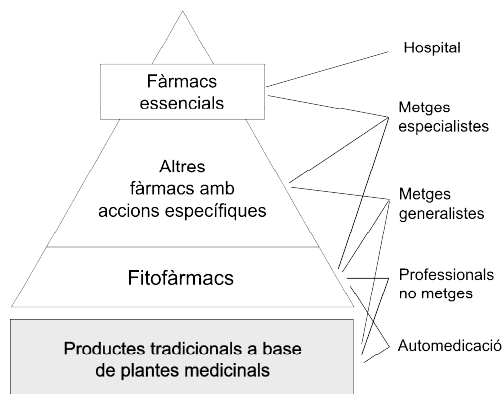 Hospital
Fàrmacs
essencials
Metges
especialistes
Altres
fàrmacs amb
accions específiques
Metges
generalistes
Fitofàrmacs
Professionals
no metges
Productes tradicionals a base
de plantes medicinals
Automedicació